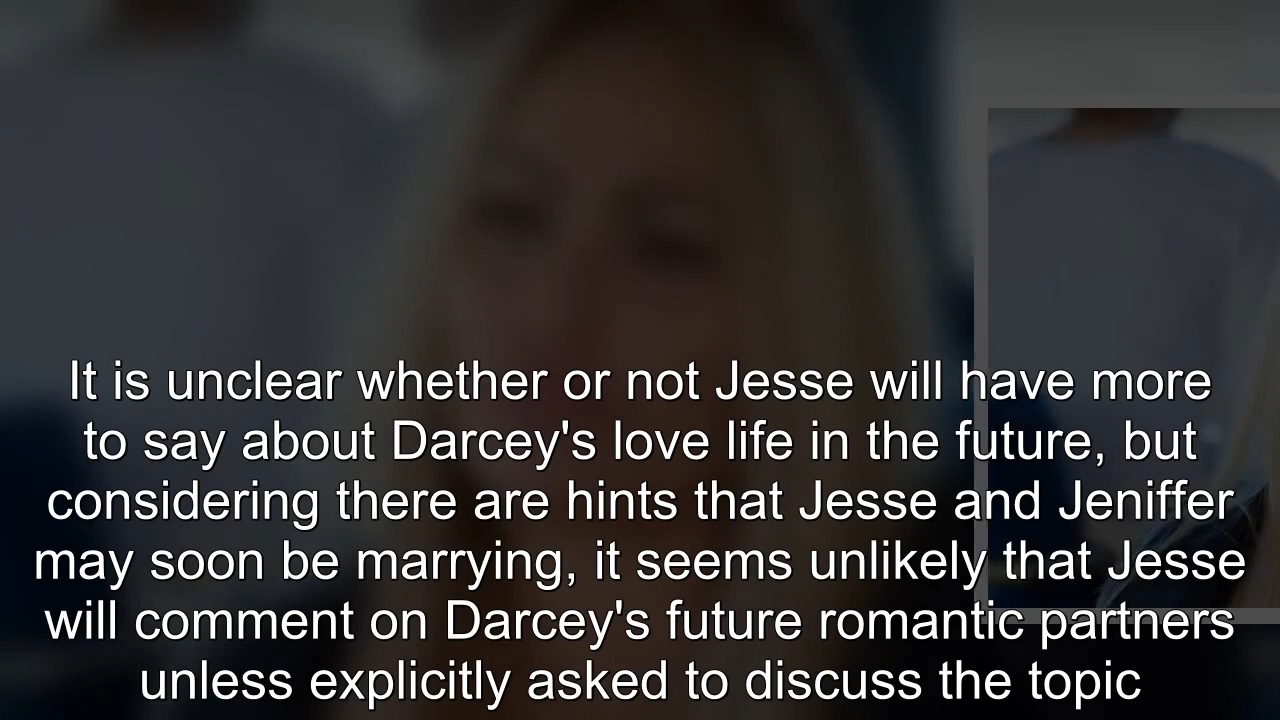 It is unclear whether or not Jesse will have more
to say about Darcey's love life in the future, but
considering there are hints that Jesse and Jeniffer
may soon be marrying, it seems unlikely that Jesse
will comment on Darcey's future romantic partners
unless explicitly asked to discuss the topic